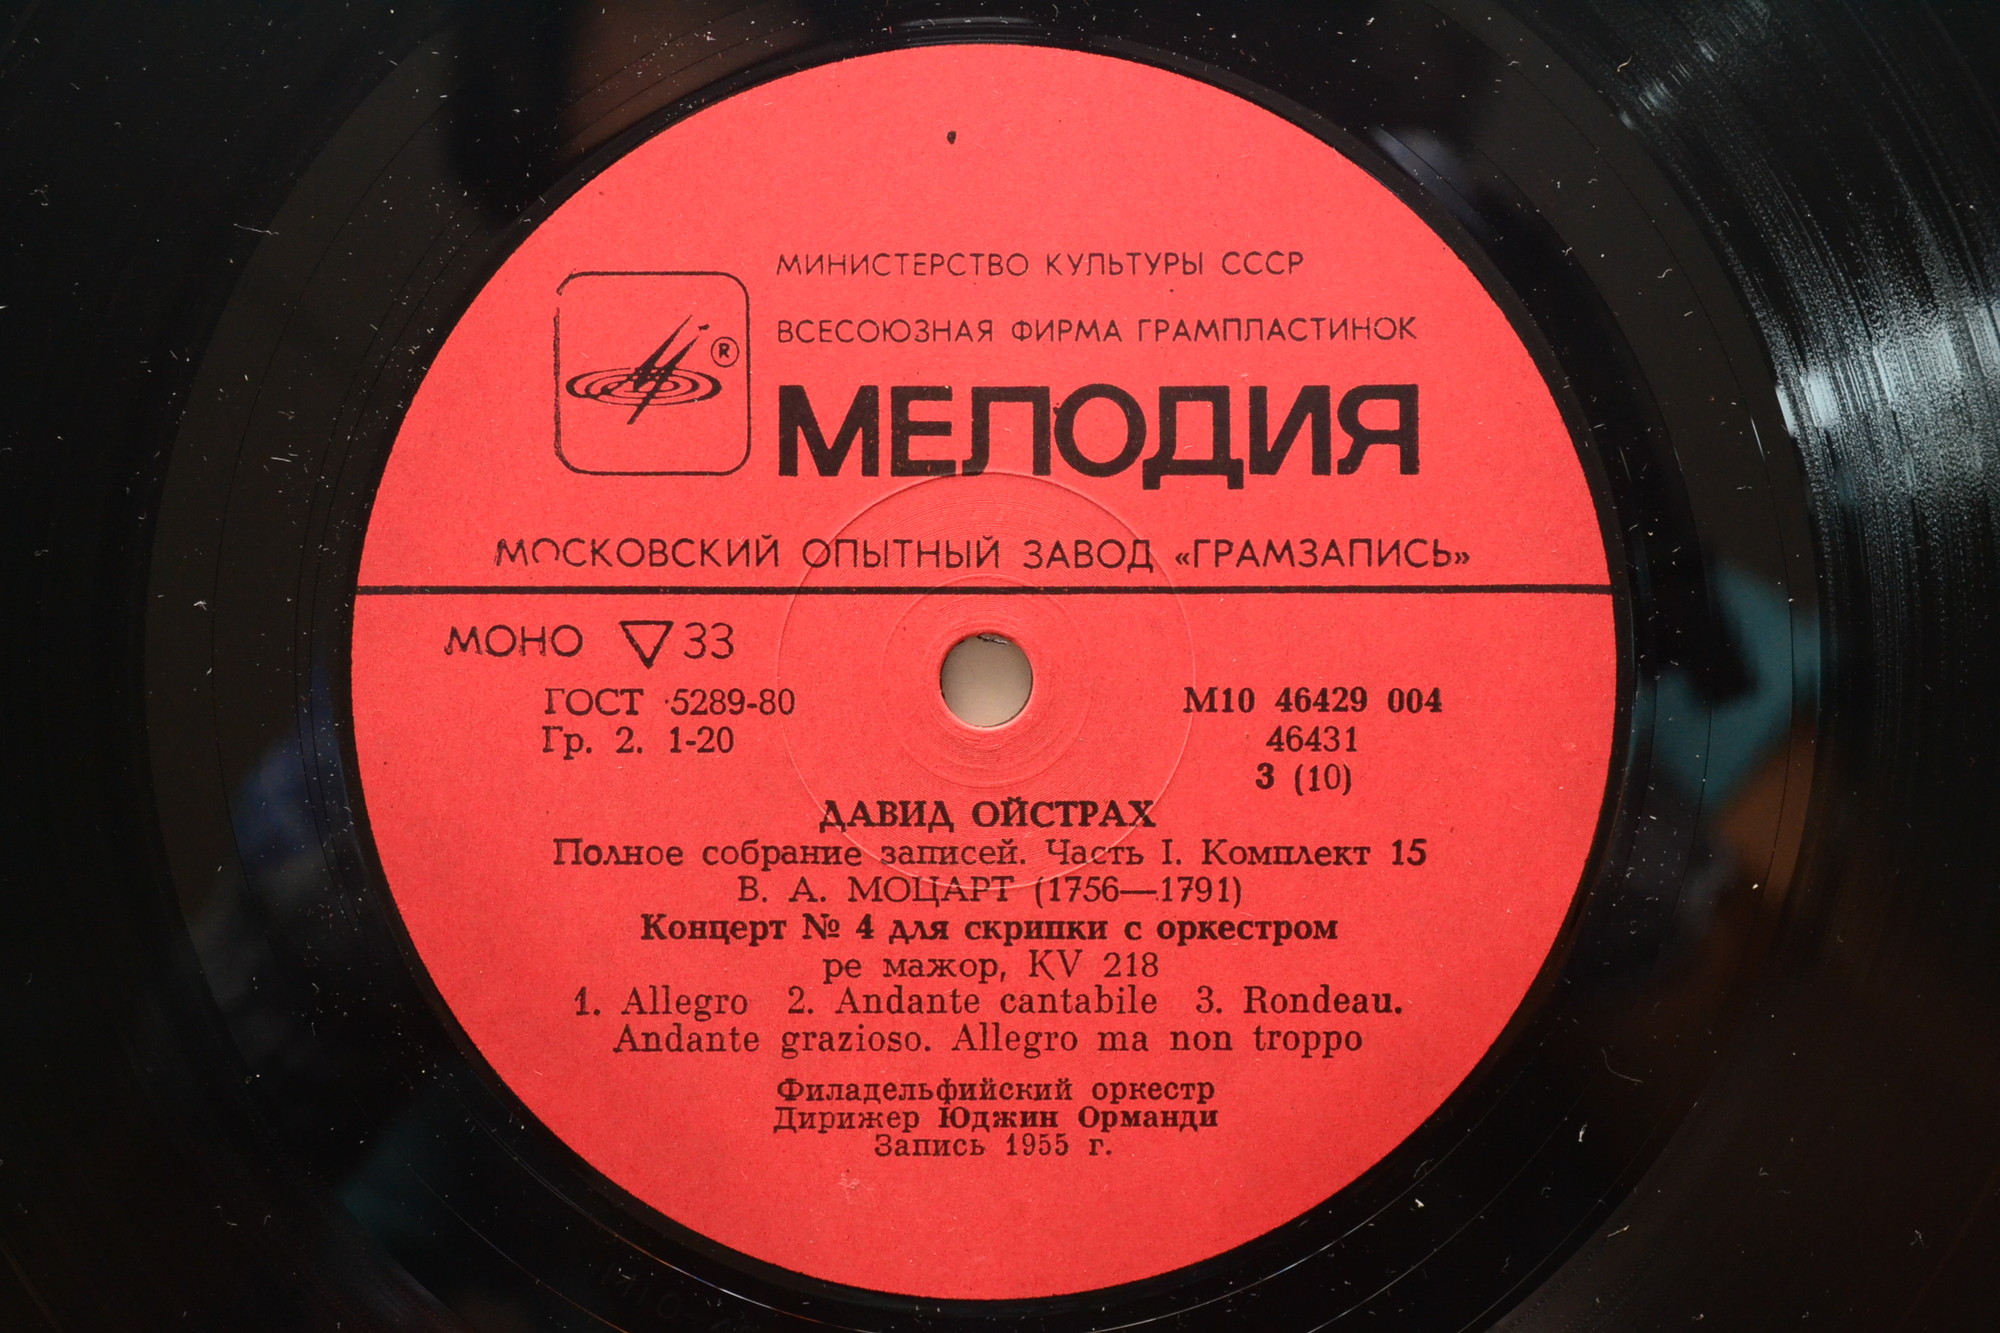 МИНИСТЕРСТВО КУЛЬТУРЫ СССР
ВСЕСОЮЗНАЯ ФИРМА ГРАМПЛАСТИНОК
®
МЕЛОДИЯ
МОСКОВСКИЙ ОПЫТНЫЙ ЗАВОД «ГРАМЗАПИСЬ»
МОНО ▽ 33
ГОСТ 5289-80
Гр. 2. 1-20
М10 46429 004
46431
3 (10)
ДАВИД ОЙСТРАХ
Полное собрание записей. Часть I. Комплект 15
В. А. МОЦАРТ (1756—1791)
Концерт № 4 для скрипки с оркестром
ре мажор, KV 218
1. Allegro 2. Andante cantabile 3. Rondeau.
Andante grazioso. Allegro ma non troppo
Филадельфийский оркестр
Дирижер Юджин Орманди
Запись 1955 г.